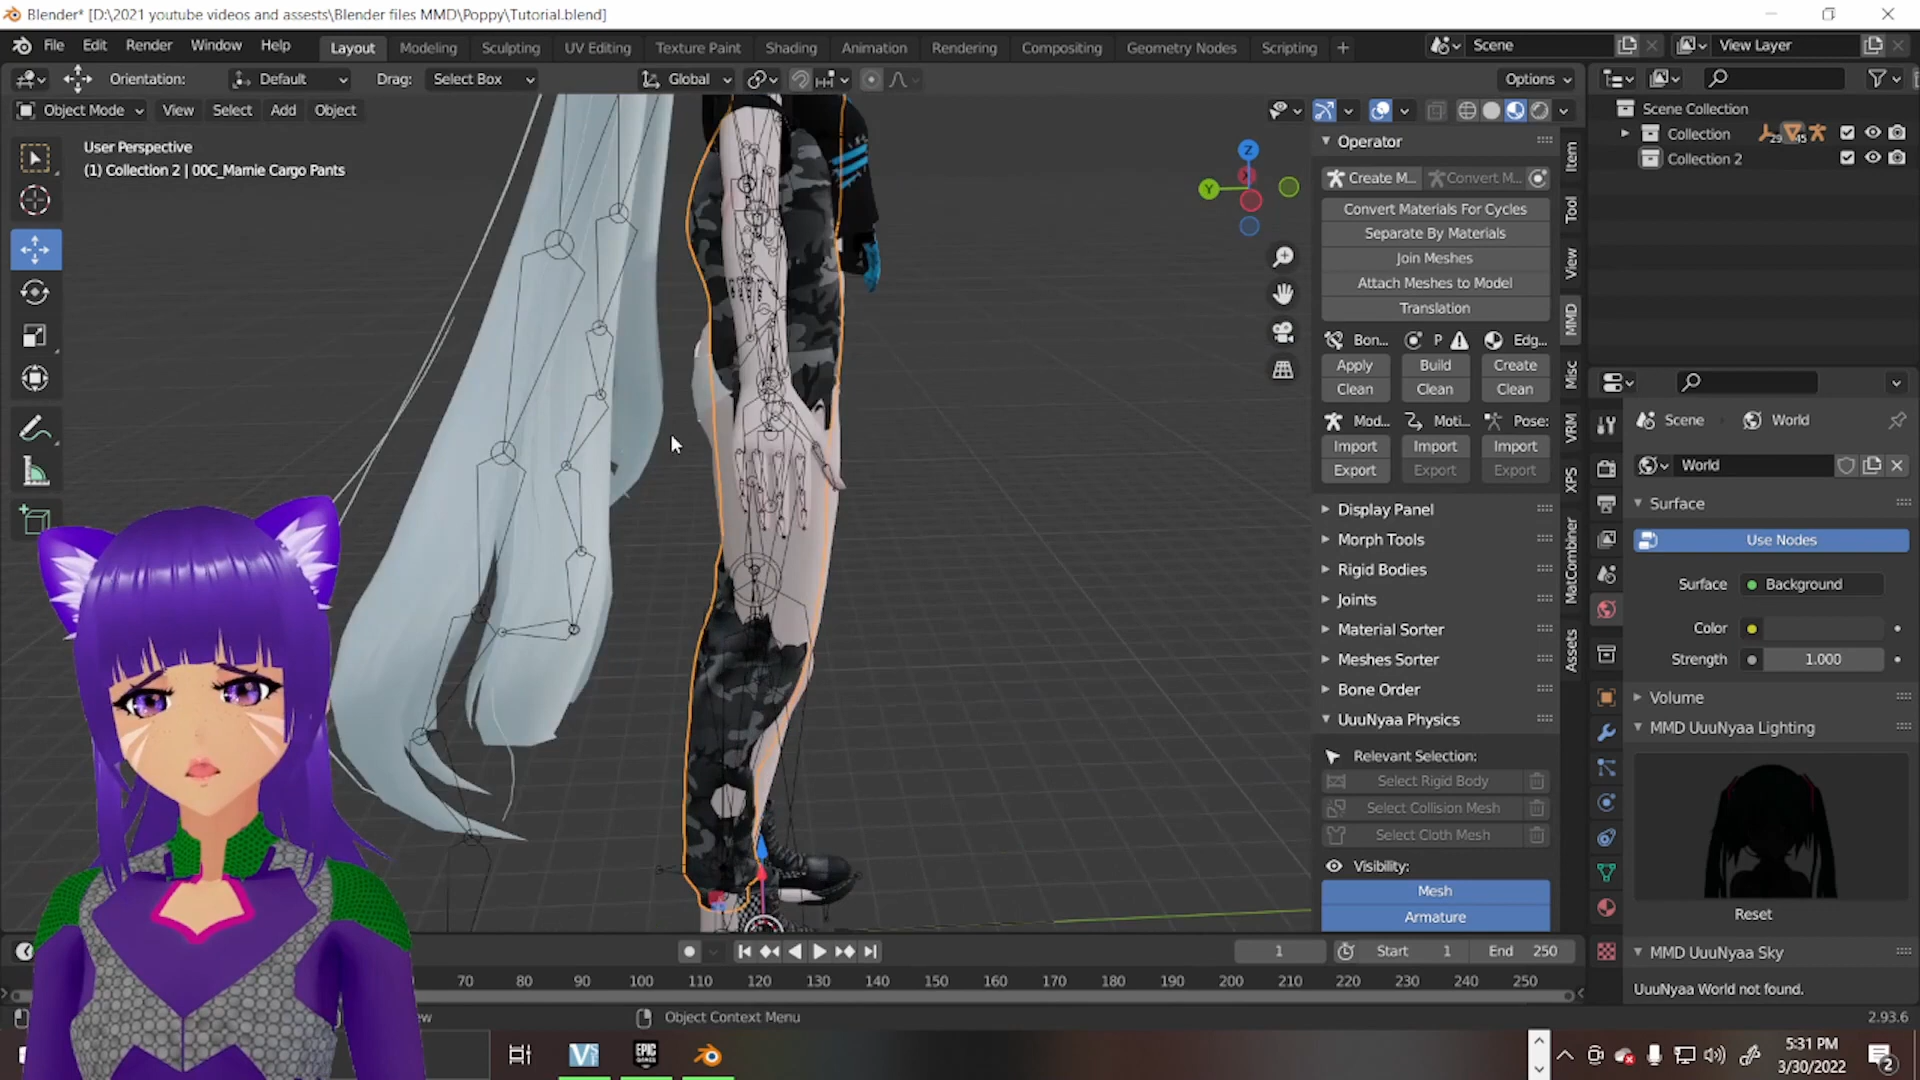 Blender* [D:\2021 youtube videos and assests\Blender files MMD\Poppy\Tutorial.blend]
File Edit Render Window Help Layout Modeling Sculpting UV Editing Texture Paint Shading Animation Rendering Compositing Geometry Nodes Scripting + Scene View Layer
Orientation: Default Drag: Select Box Global Options
Object Mode View Select Add Object
Scene Collection
Collection 29 45
Collection 2
User Perspective
(1) Collection 2 | 00C_Mamie Cargo Pants
Z
Y
X
Operator
Create M... Convert M...
Convert Materials For Cycles
Separate By Materials
Join Meshes
Attach Meshes to Model
Translation
Bon... P Edg...
Apply Build Create
Clean Clean Clean
Mod... Moti... Pose:
Import Import Import
Export Export Export
Display Panel
Morph Tools
Rigid Bodies
Joints
Material Sorter
Meshes Sorter
Bone Order
UuuNyaa Physics
Relevant Selection:
Select Rigid Body
Select Collision Mesh
Select Cloth Mesh
Visibility:
Mesh
Armature
Item
Tool
View
MMD
Misc
VRM
XPS
MatCombiner
Assets
Scene World
World
Surface
Use Nodes
Surface Background
Color
Strength 1.000
Volume
MMD UuuNyaa Lighting
Reset
MMD UuuNyaa Sky
UuuNyaa World not found.
1 Start 1 End 250
70 80 90 100 110 120 130 140 150 160 170 180 190 200 210 220 230 240 250
Object Context Menu
2.93.6
EPIC GAMES
5:31 PM
3/30/2022
2